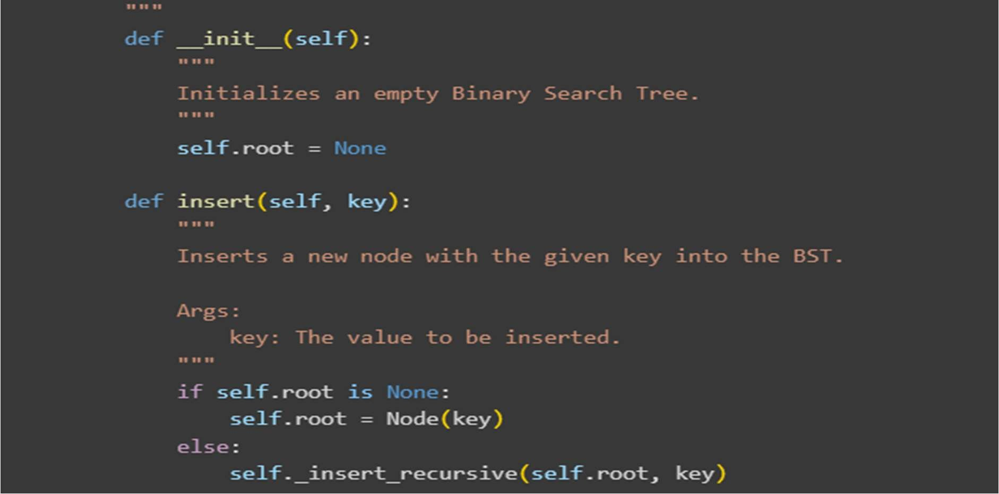 """
def __init__(self):
"""
Initializes an empty Binary Search Tree.
"""
self.root = None
def insert(self, key):
"""
Inserts a new node with the given key into the BST.
Args:
key: The value to be inserted.
"""
if self.root is None:
self.root = Node(key)
else:
self._insert_recursive(self.root, key)